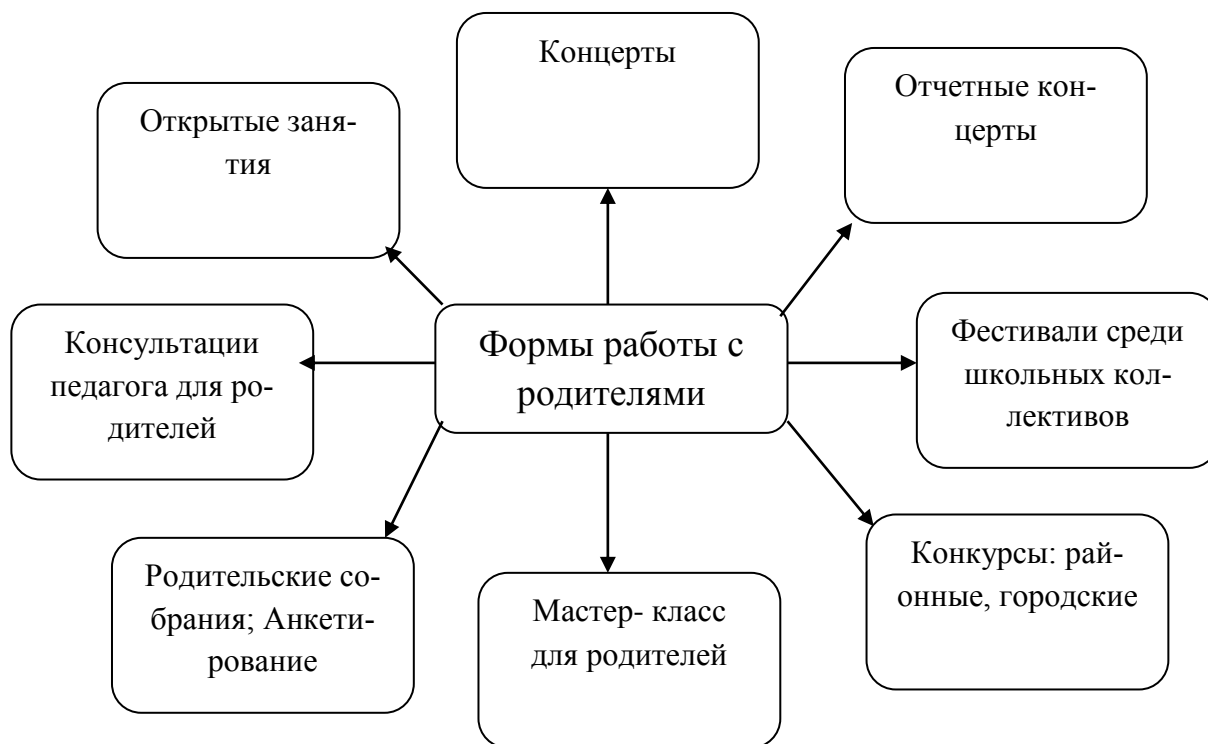 Концерты
Отчетные кон-
церты
Открытые заня-
тия
Консультации
педагога для ро-
дителей
Формы работы с
родителями
Фестивали среди
школьных кол-
лективов
Родительские со-
брания; Анкети-
рование
Мастер- класс
для родителей
Конкурсы: рай-
онные, городские